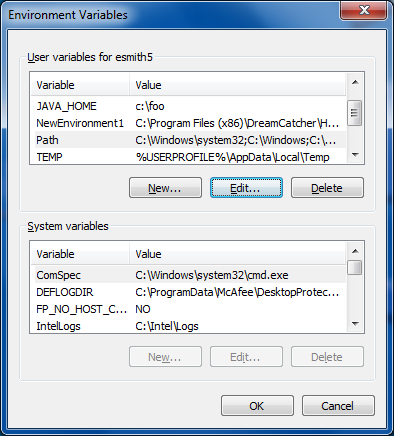 Environment Variables
User variables for esmith5
Variable Value
JAVA_HOME c:\foo
NewEnvironment1 C:\Program Files (x86)\DreamCatcher\H...
Path C:\Windows\system32;C:\Windows;C:\...
TEMP %USERPROFILE%\AppData\Local\Temp
New... Edit... Delete
System variables
Variable Value
ComSpec C:\Windows\system32\cmd.exe
DEFLOGDIR C:\ProgramData\McAfee\DesktopProtec...
FP_NO_HOST_C... NO
IntelLogs C:\Intel\Logs
New... Edit... Delete
OK Cancel